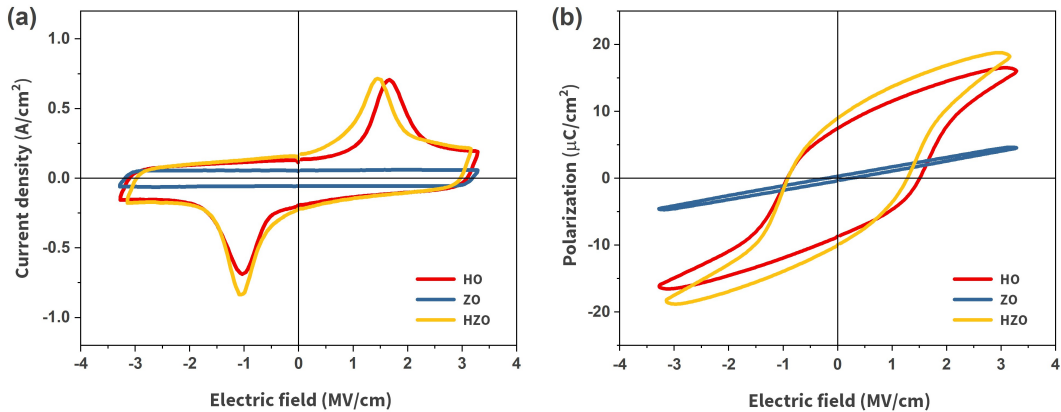 (a)
Current density (A/cm²)
1.0
0.5
0.0
-0.5
-1.0
HO
ZO
HZO
-4 -3 -2 -1 0 1 2 3 4
Electric field (MV/cm)
(b)
Polarization (μC/cm²)
20
10
0
-10
-20
HO
ZO
HZO
-4 -3 -2 -1 0 1 2 3 4
Electric field (MV/cm)